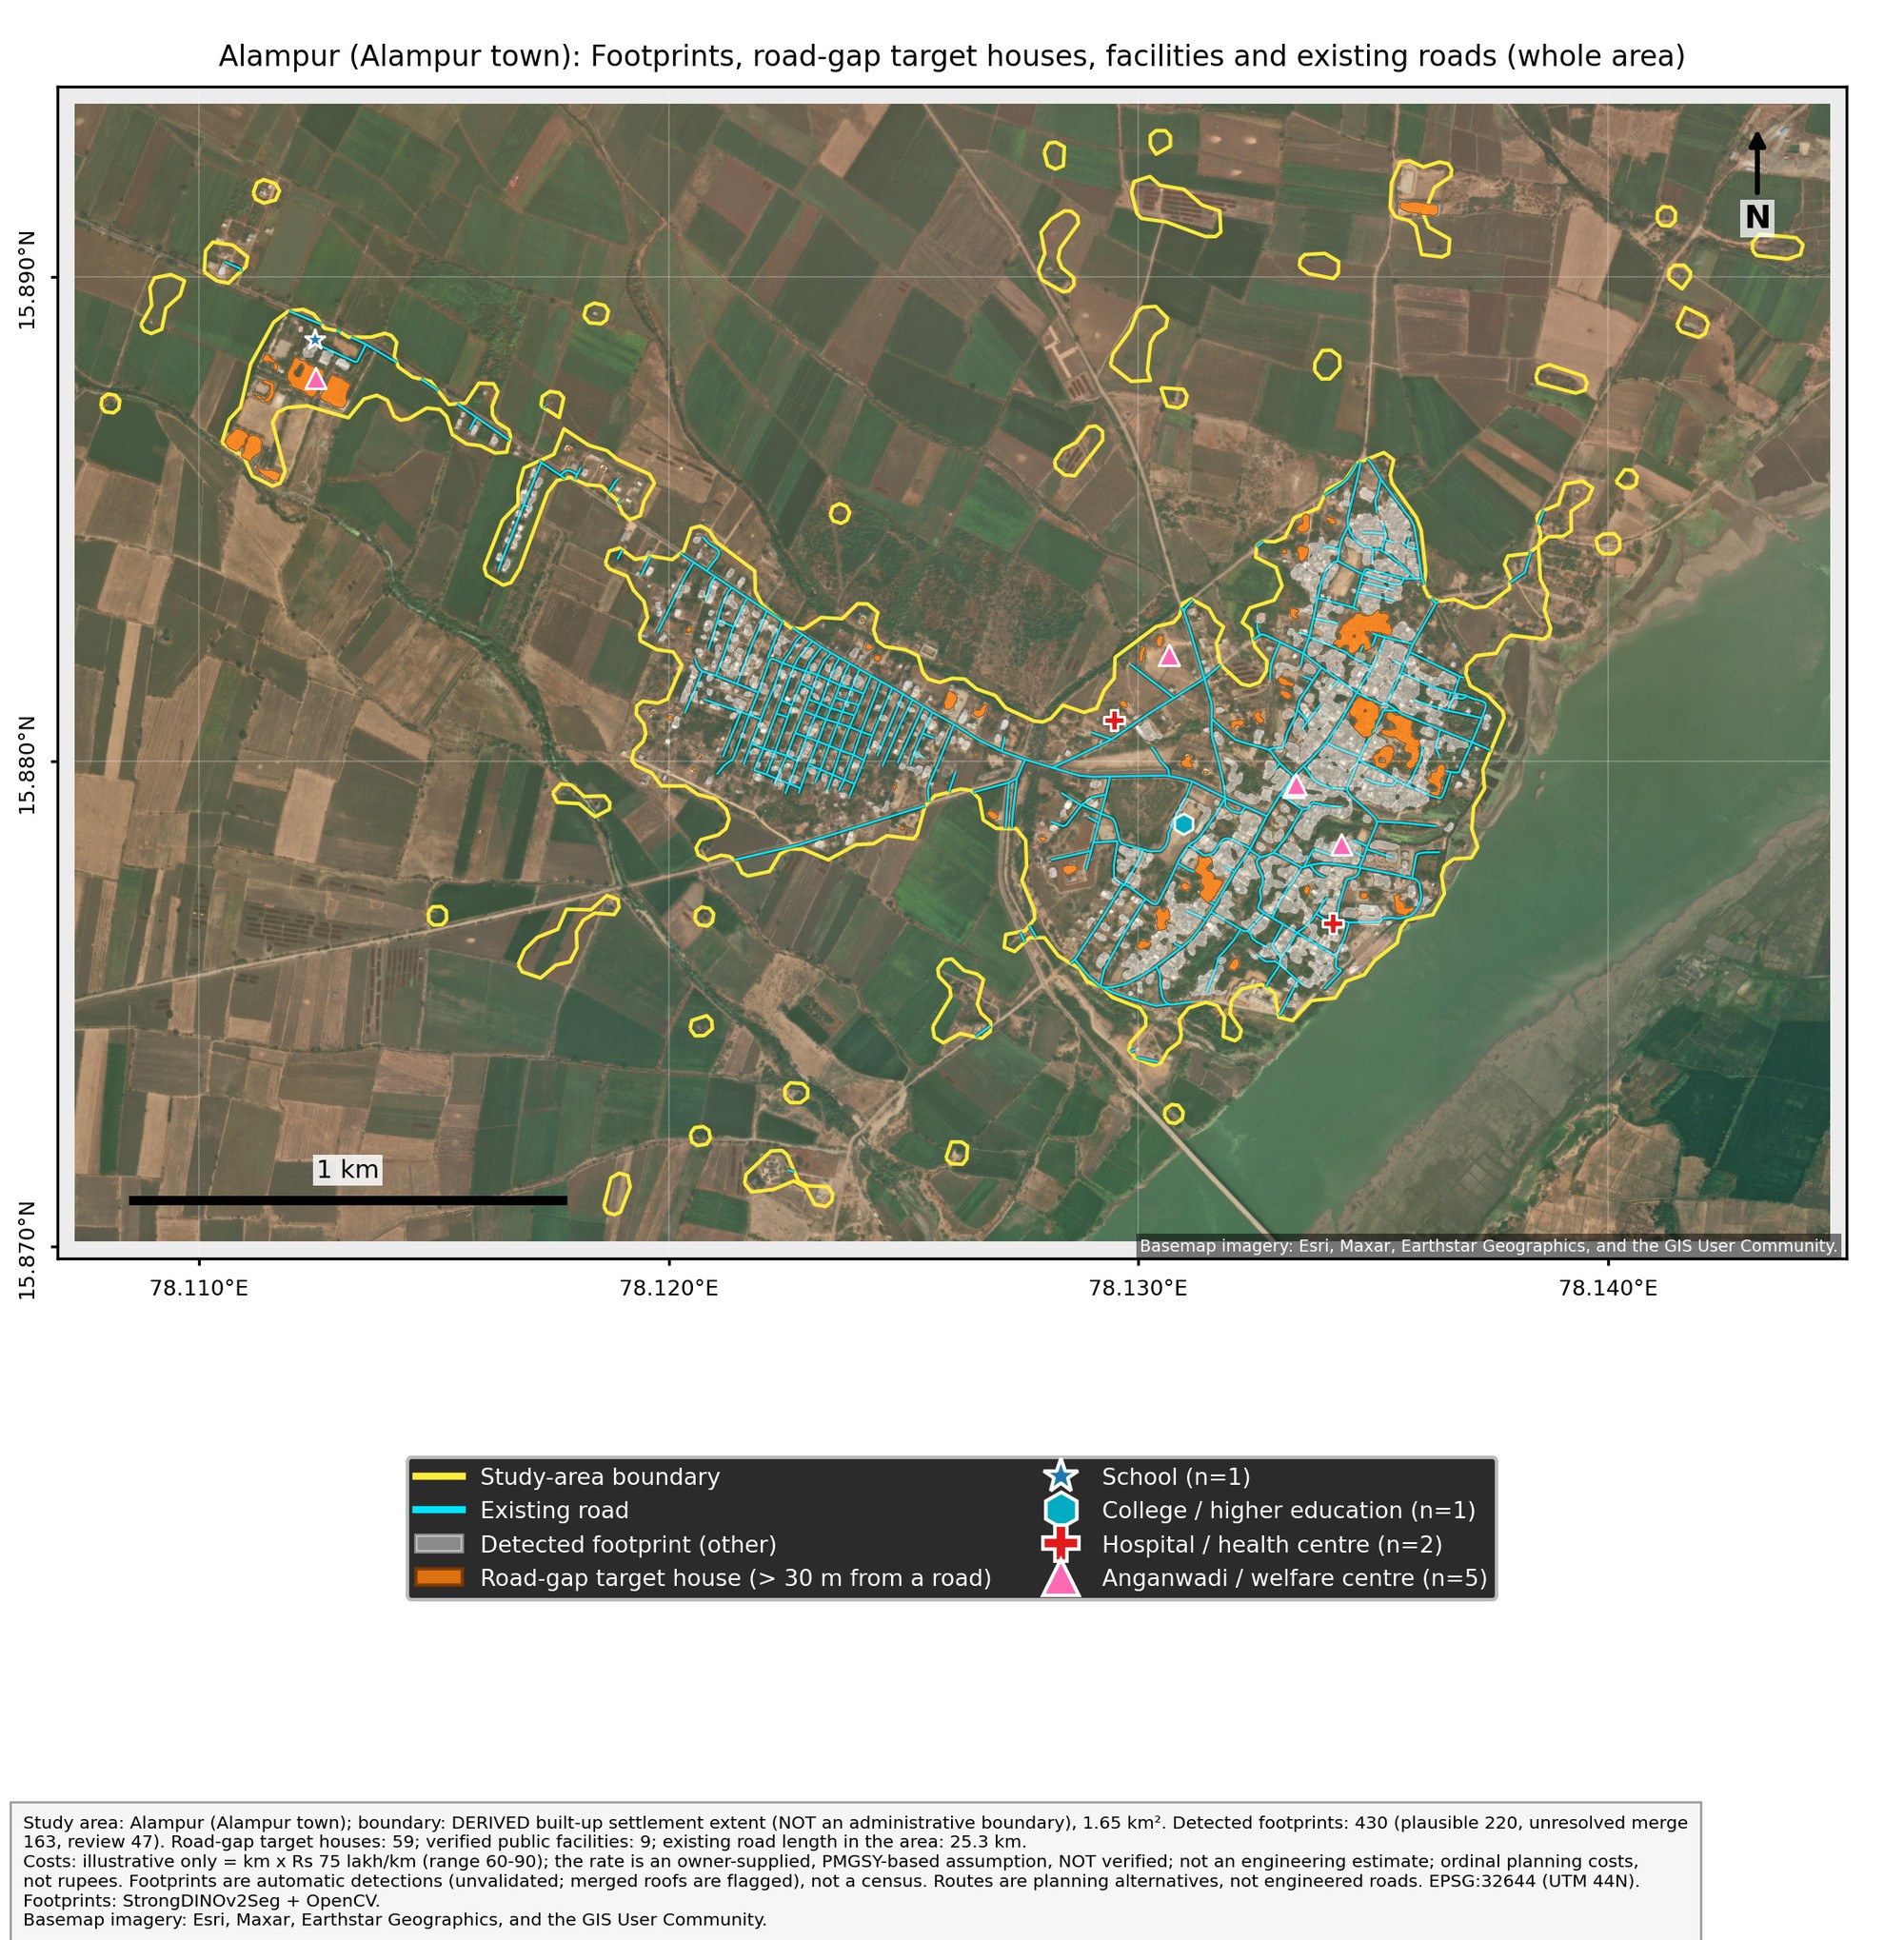 Alampur (Alampur town): Footprints, road-gap target houses, facilities and existing roads (whole area)
N
15.890°N
15.880°N
15.870°N
1 km
Basemap imagery: Esri, Maxar, Earthstar Geographics, and the GIS User Community.
78.110°E
78.120°E
78.130°E
78.140°E
Study-area boundary
Existing road
Detected footprint (other)
Road-gap target house (> 30 m from a road)
School (n=1)
College / higher education (n=1)
Hospital / health centre (n=2)
Anganwadi / welfare centre (n=5)
Study area: Alampur (Alampur town); boundary: DERIVED built-up settlement extent (NOT an administrative boundary), 1.65 km². Detected footprints: 430 (plausible 220, unresolved merge
163, review 47). Road-gap target houses: 59; verified public facilities: 9; existing road length in the area: 25.3 km.
Costs: illustrative only = km x Rs 75 lakh/km (range 60-90); the rate is an owner-supplied, PMGSY-based assumption, NOT verified; not an engineering estimate; ordinal planning costs,
not rupees. Footprints are automatic detections (unvalidated; merged roofs are flagged), not a census. Routes are planning alternatives, not engineered roads. EPSG:32644 (UTM 44N).
Footprints: StrongDINOv2Seg + OpenCV.
Basemap imagery: Esri, Maxar, Earthstar Geographics, and the GIS User Community.